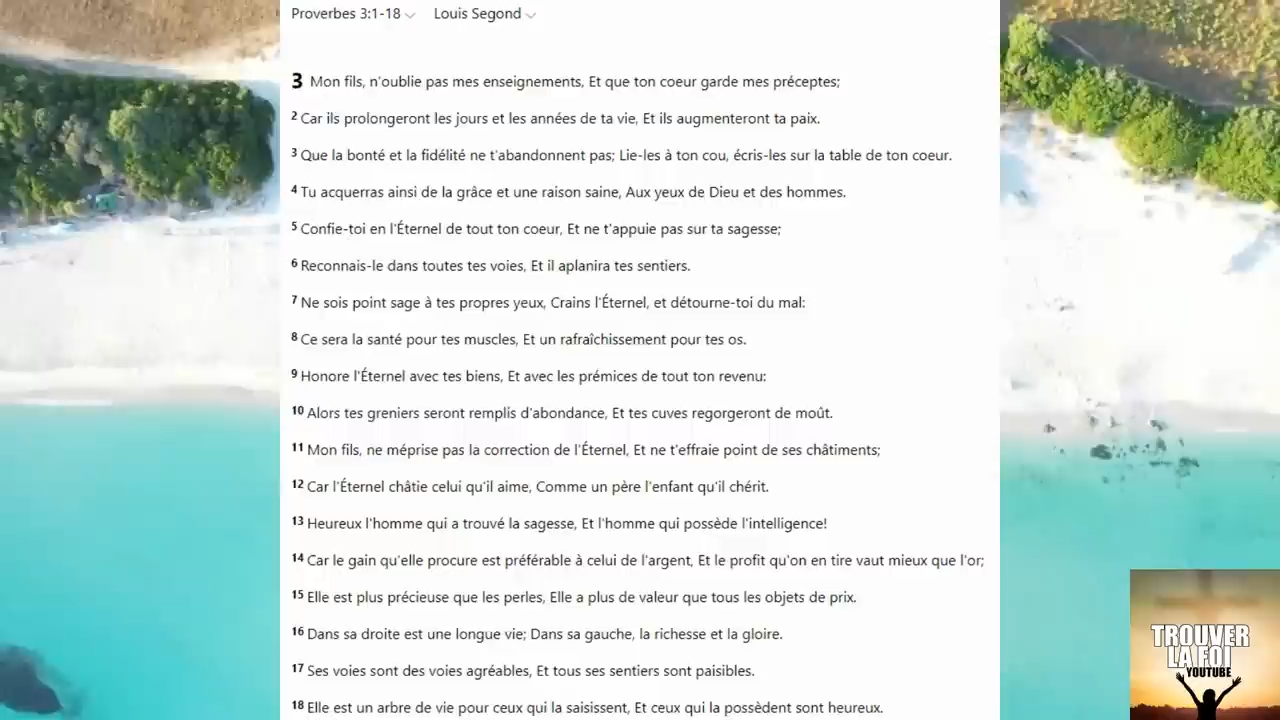 Proverbes 3:1-18 Louis Segond
3 Mon fils, n'oublie pas mes enseignements, Et que ton coeur garde mes préceptes;
2 Car ils prolongeront les jours et les années de ta vie, Et ils augmenteront ta paix.
3 Que la bonté et la fidélité ne t'abandonnent pas; Lie-les à ton cou, écris-les sur la table de ton coeur.
4 Tu acquerras ainsi de la grâce et une raison saine, Aux yeux de Dieu et des hommes.
5 Confie-toi en l'Éternel de tout ton coeur, Et ne t'appuie pas sur ta sagesse;
6 Reconnais-le dans toutes tes voies, Et il aplanira tes sentiers.
7 Ne sois point sage à tes propres yeux, Crains l'Éternel, et détourne-toi du mal:
8 Ce sera la santé pour tes muscles, Et un rafraîchissement pour tes os.
9 Honore l'Éternel avec tes biens, Et avec les prémices de tout ton revenu:
10 Alors tes greniers seront remplis d'abondance, Et tes cuves regorgeront de moût.
11 Mon fils, ne méprise pas la correction de l'Éternel, Et ne t'effraie point de ses châtiments;
12 Car l'Éternel châtie celui qu'il aime, Comme un père l'enfant qu'il chérit.
13 Heureux l'homme qui a trouvé la sagesse, Et l'homme qui possède l'intelligence!
14 Car le gain qu'elle procure est préférable à celui de l'argent, Et le profit qu'on en tire vaut mieux que l'or;
15 Elle est plus précieuse que les perles, Elle a plus de valeur que tous les objets de prix.
16 Dans sa droite est une longue vie; Dans sa gauche, la richesse et la gloire.
17 Ses voies sont des voies agréables, Et tous ses sentiers sont paisibles.
18 Elle est un arbre de vie pour ceux qui la saisissent, Et ceux qui la possèdent sont heureux.
TROUVER
LA FOI
YOUTUBE